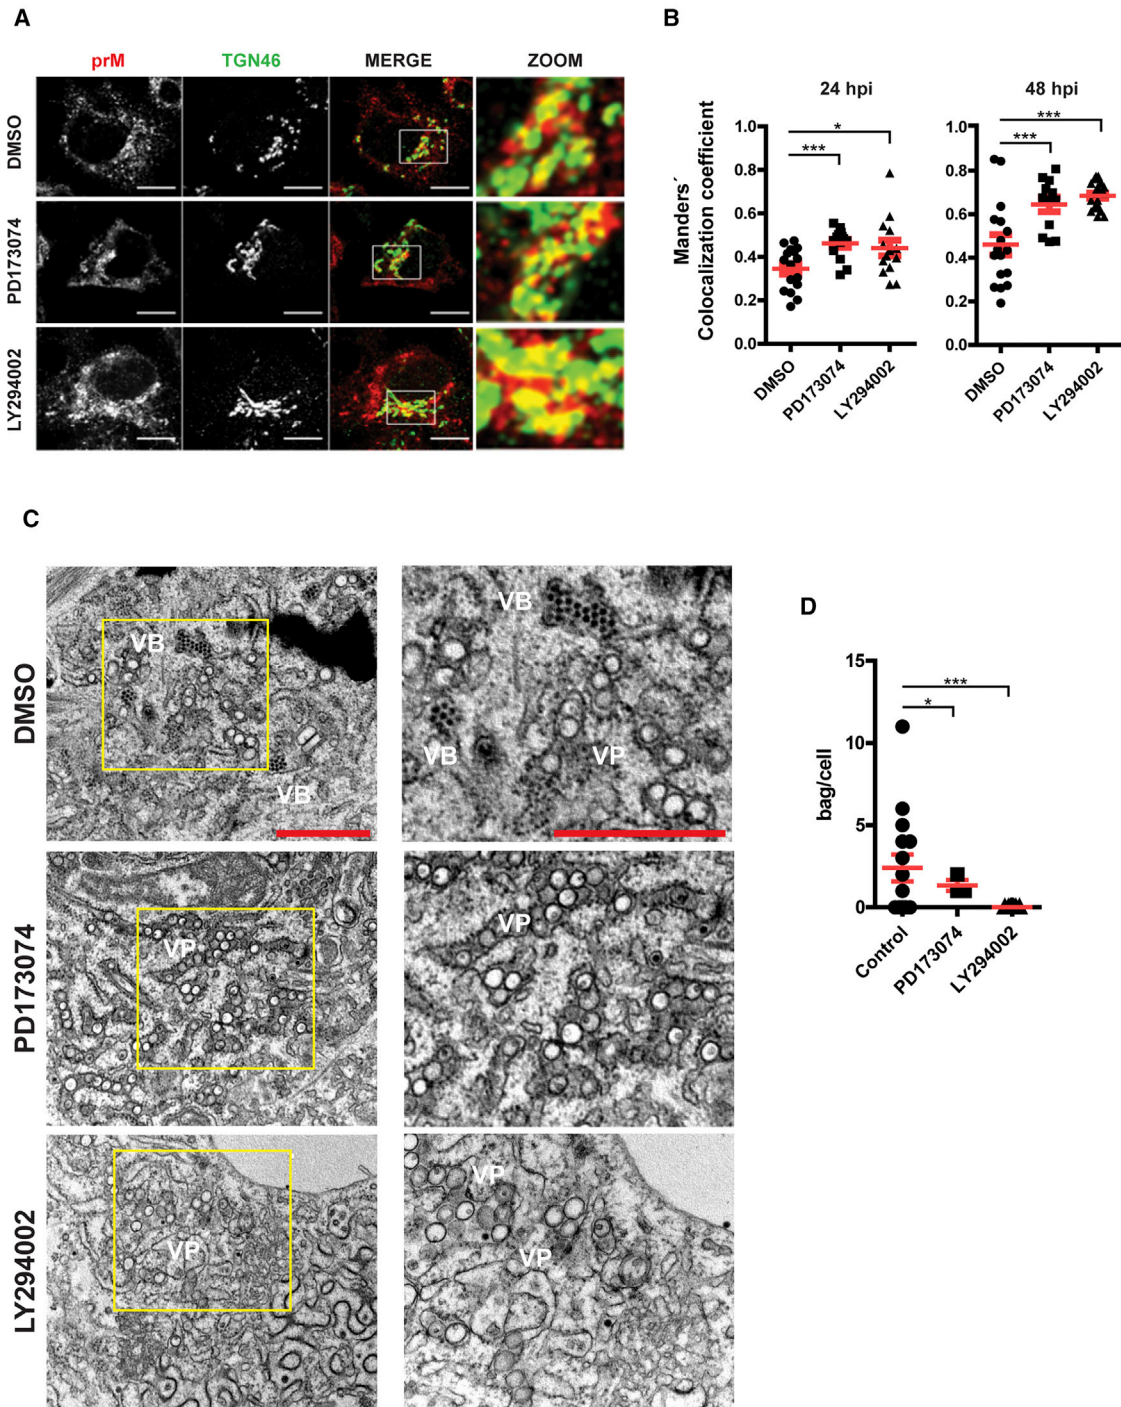 A
prM TGN46 MERGE ZOOM
DMSO
PD173074
LY294002
B
24 hpi 48 hpi
Manders´
Colocalization coefficient
1.0
0.8
0.6
0.4
0.2
0.0
*
***
DMSO
PD173074
LY294002
1.0
0.8
0.6
0.4
0.2
0.0
***
***
DMSO
PD173074
LY294002
C
DMSO
VB
VB
VB
VB
VP
PD173074
VP
VP
LY294002
VP
VP
VP
D
bag/cell
15
10
5
0
***
*
Control
PD173074
LY294002